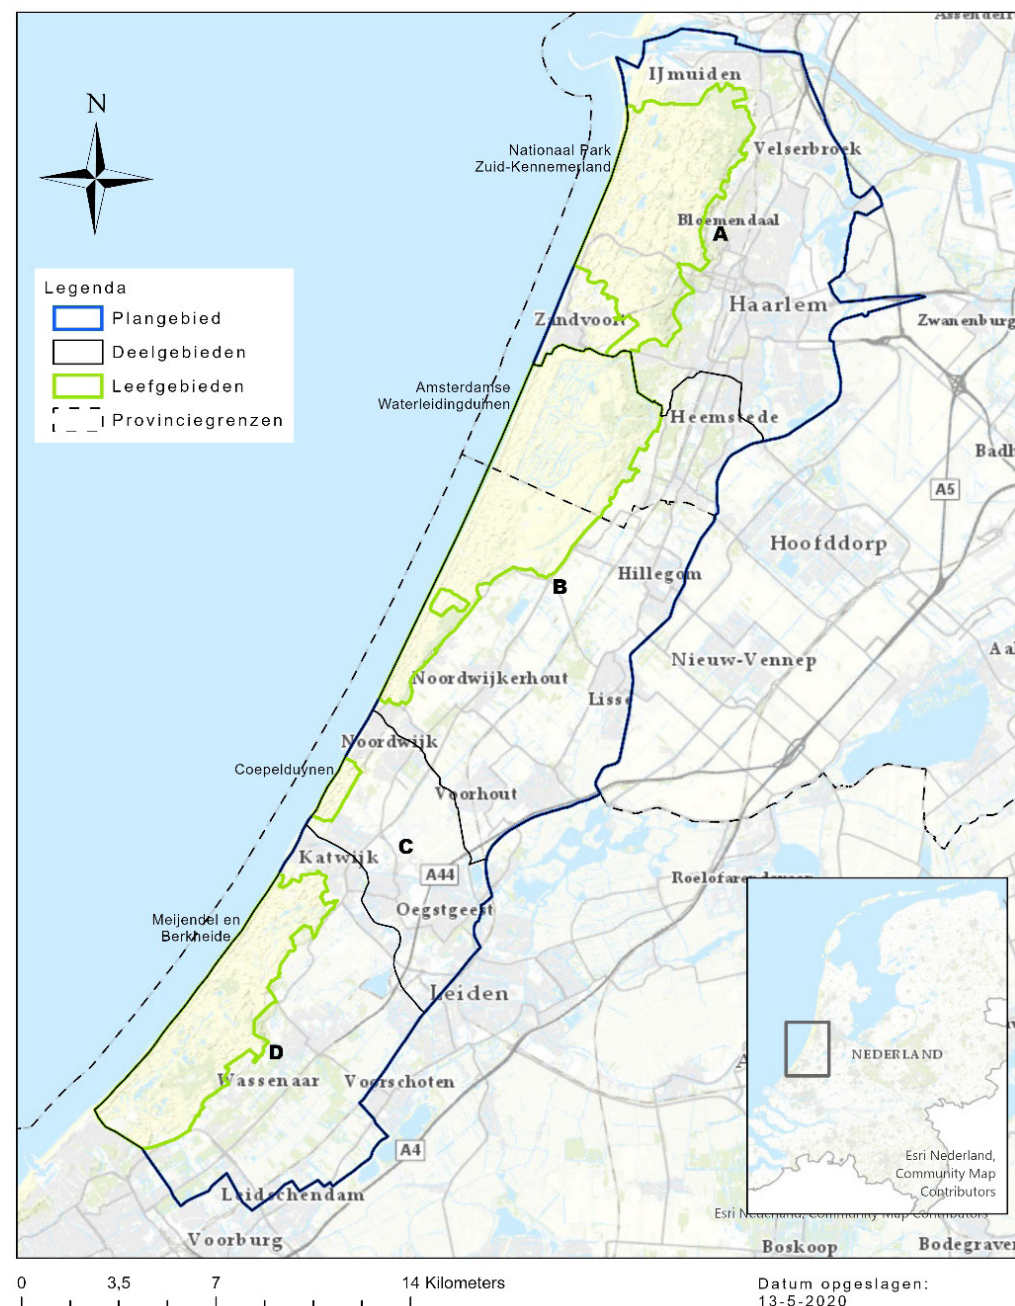 Assendelft
IJmuiden
N
Nationaal Park
Zuid-Kennemerland
Velserbroek
Bloemendaal
A
Legenda
Plangebied
Deelgebieden
Leefgebieden
Provinciegrenzen
Haarlem
Zandvoort
Zwanenburg
Amsterdamse
Waterleidingduinen
Heemstede
Badh
A5
Hoofddorp
Hillegom
B
Aal
Nieuw-Vennep
Noordwijkerhout
Lisse
Noordwijk
Coepelduynen
Voorhout
C
Katwijk
A44
Roelofarendsveen
Oegstgeest
Meijendel en
Berkheide
Leiden
D
NEDERLAND
Wassenaar
Voorschoten
A4
Esri Nederland,
Community Map
Contributors
Leidschendam
Esri Nederland, Community Map Contributors
Voorburg
Boskoop
Bodegraven
0 3,5 7 14 Kilometers
Datum opgeslagen:
13-5-2020